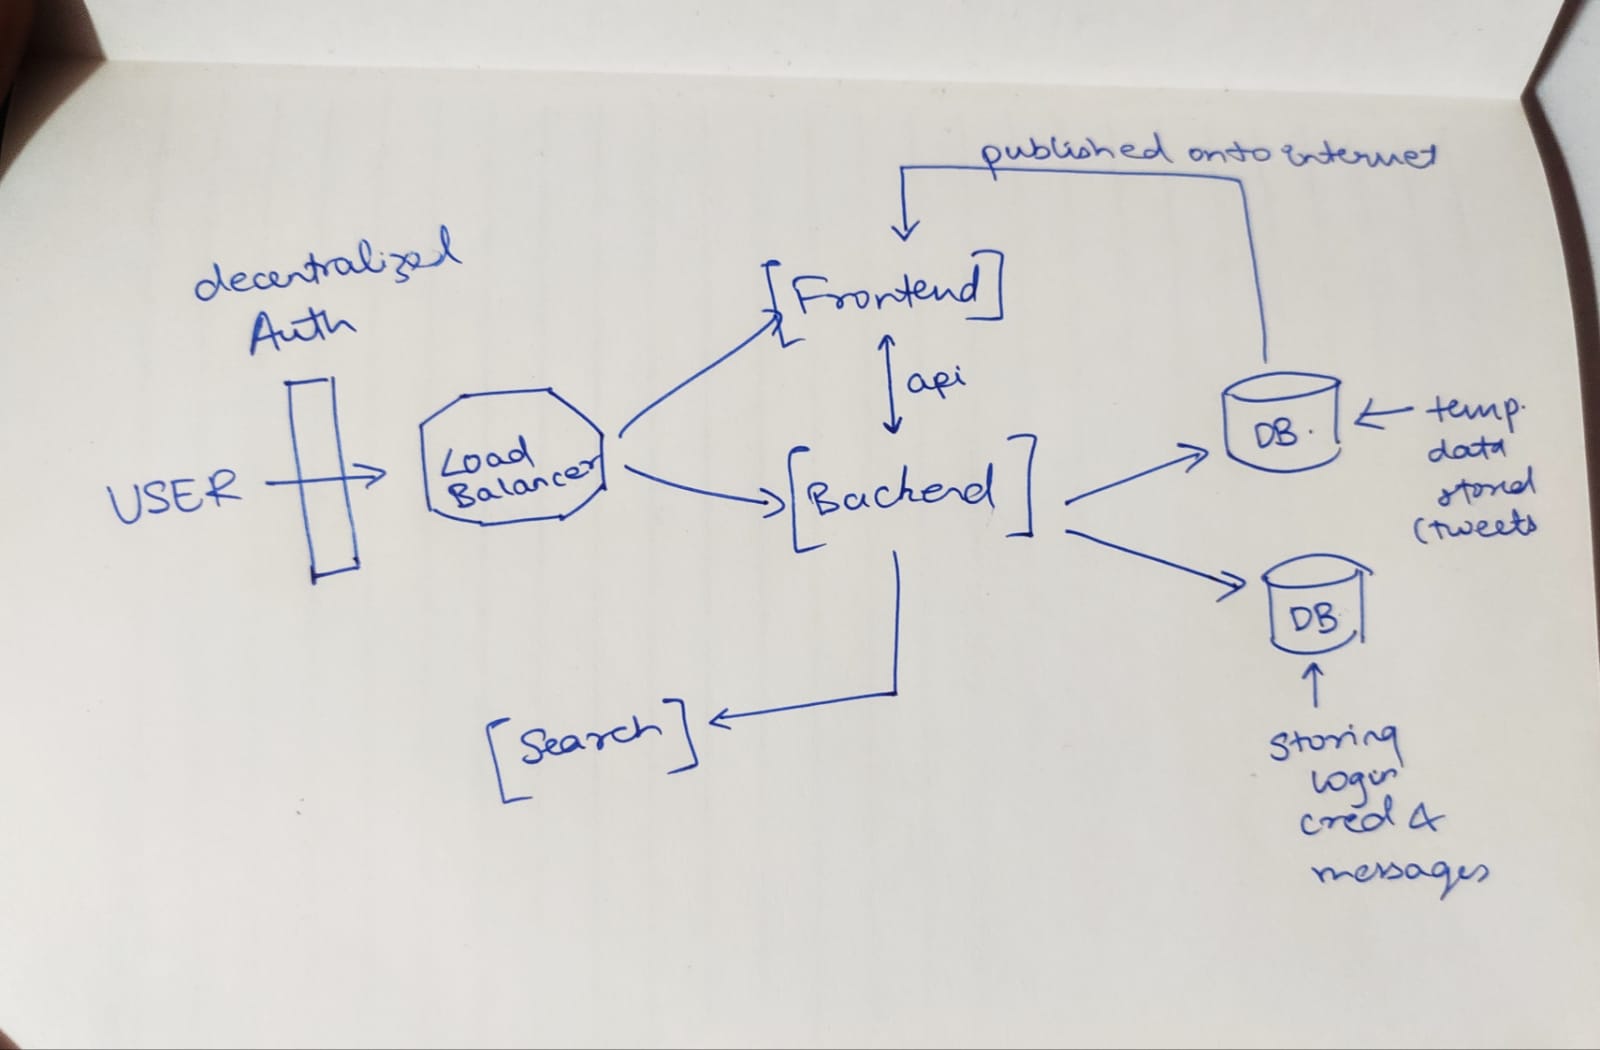 published onto internet
decentralized
Auth
[Frontend]
api
USER
Load
Balancer
[Backend]
DB.
temp.
data
stored
(tweets
DB
[Search]
storing
login
cred &
messages